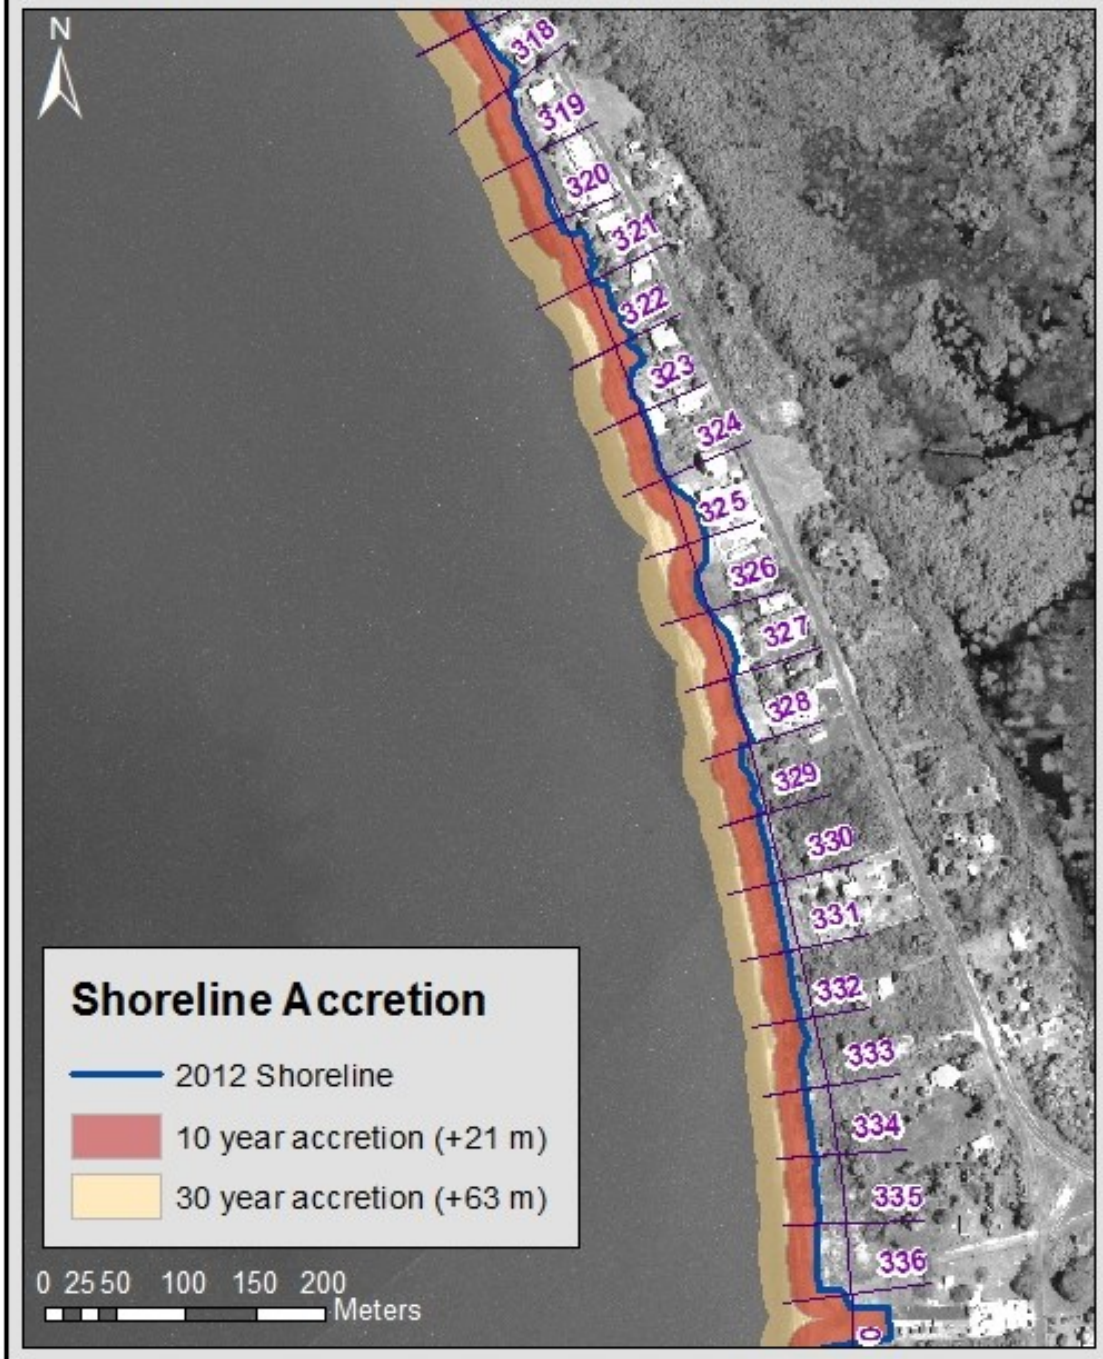 N
318
319
320
321
322
323
324
325
326
327
328
329
330
331
332
333
334
335
336
0
Shoreline Accretion
2012 Shoreline
10 year accretion (+21 m)
30 year accretion (+63 m)
0 25 50 100 150 200
Meters